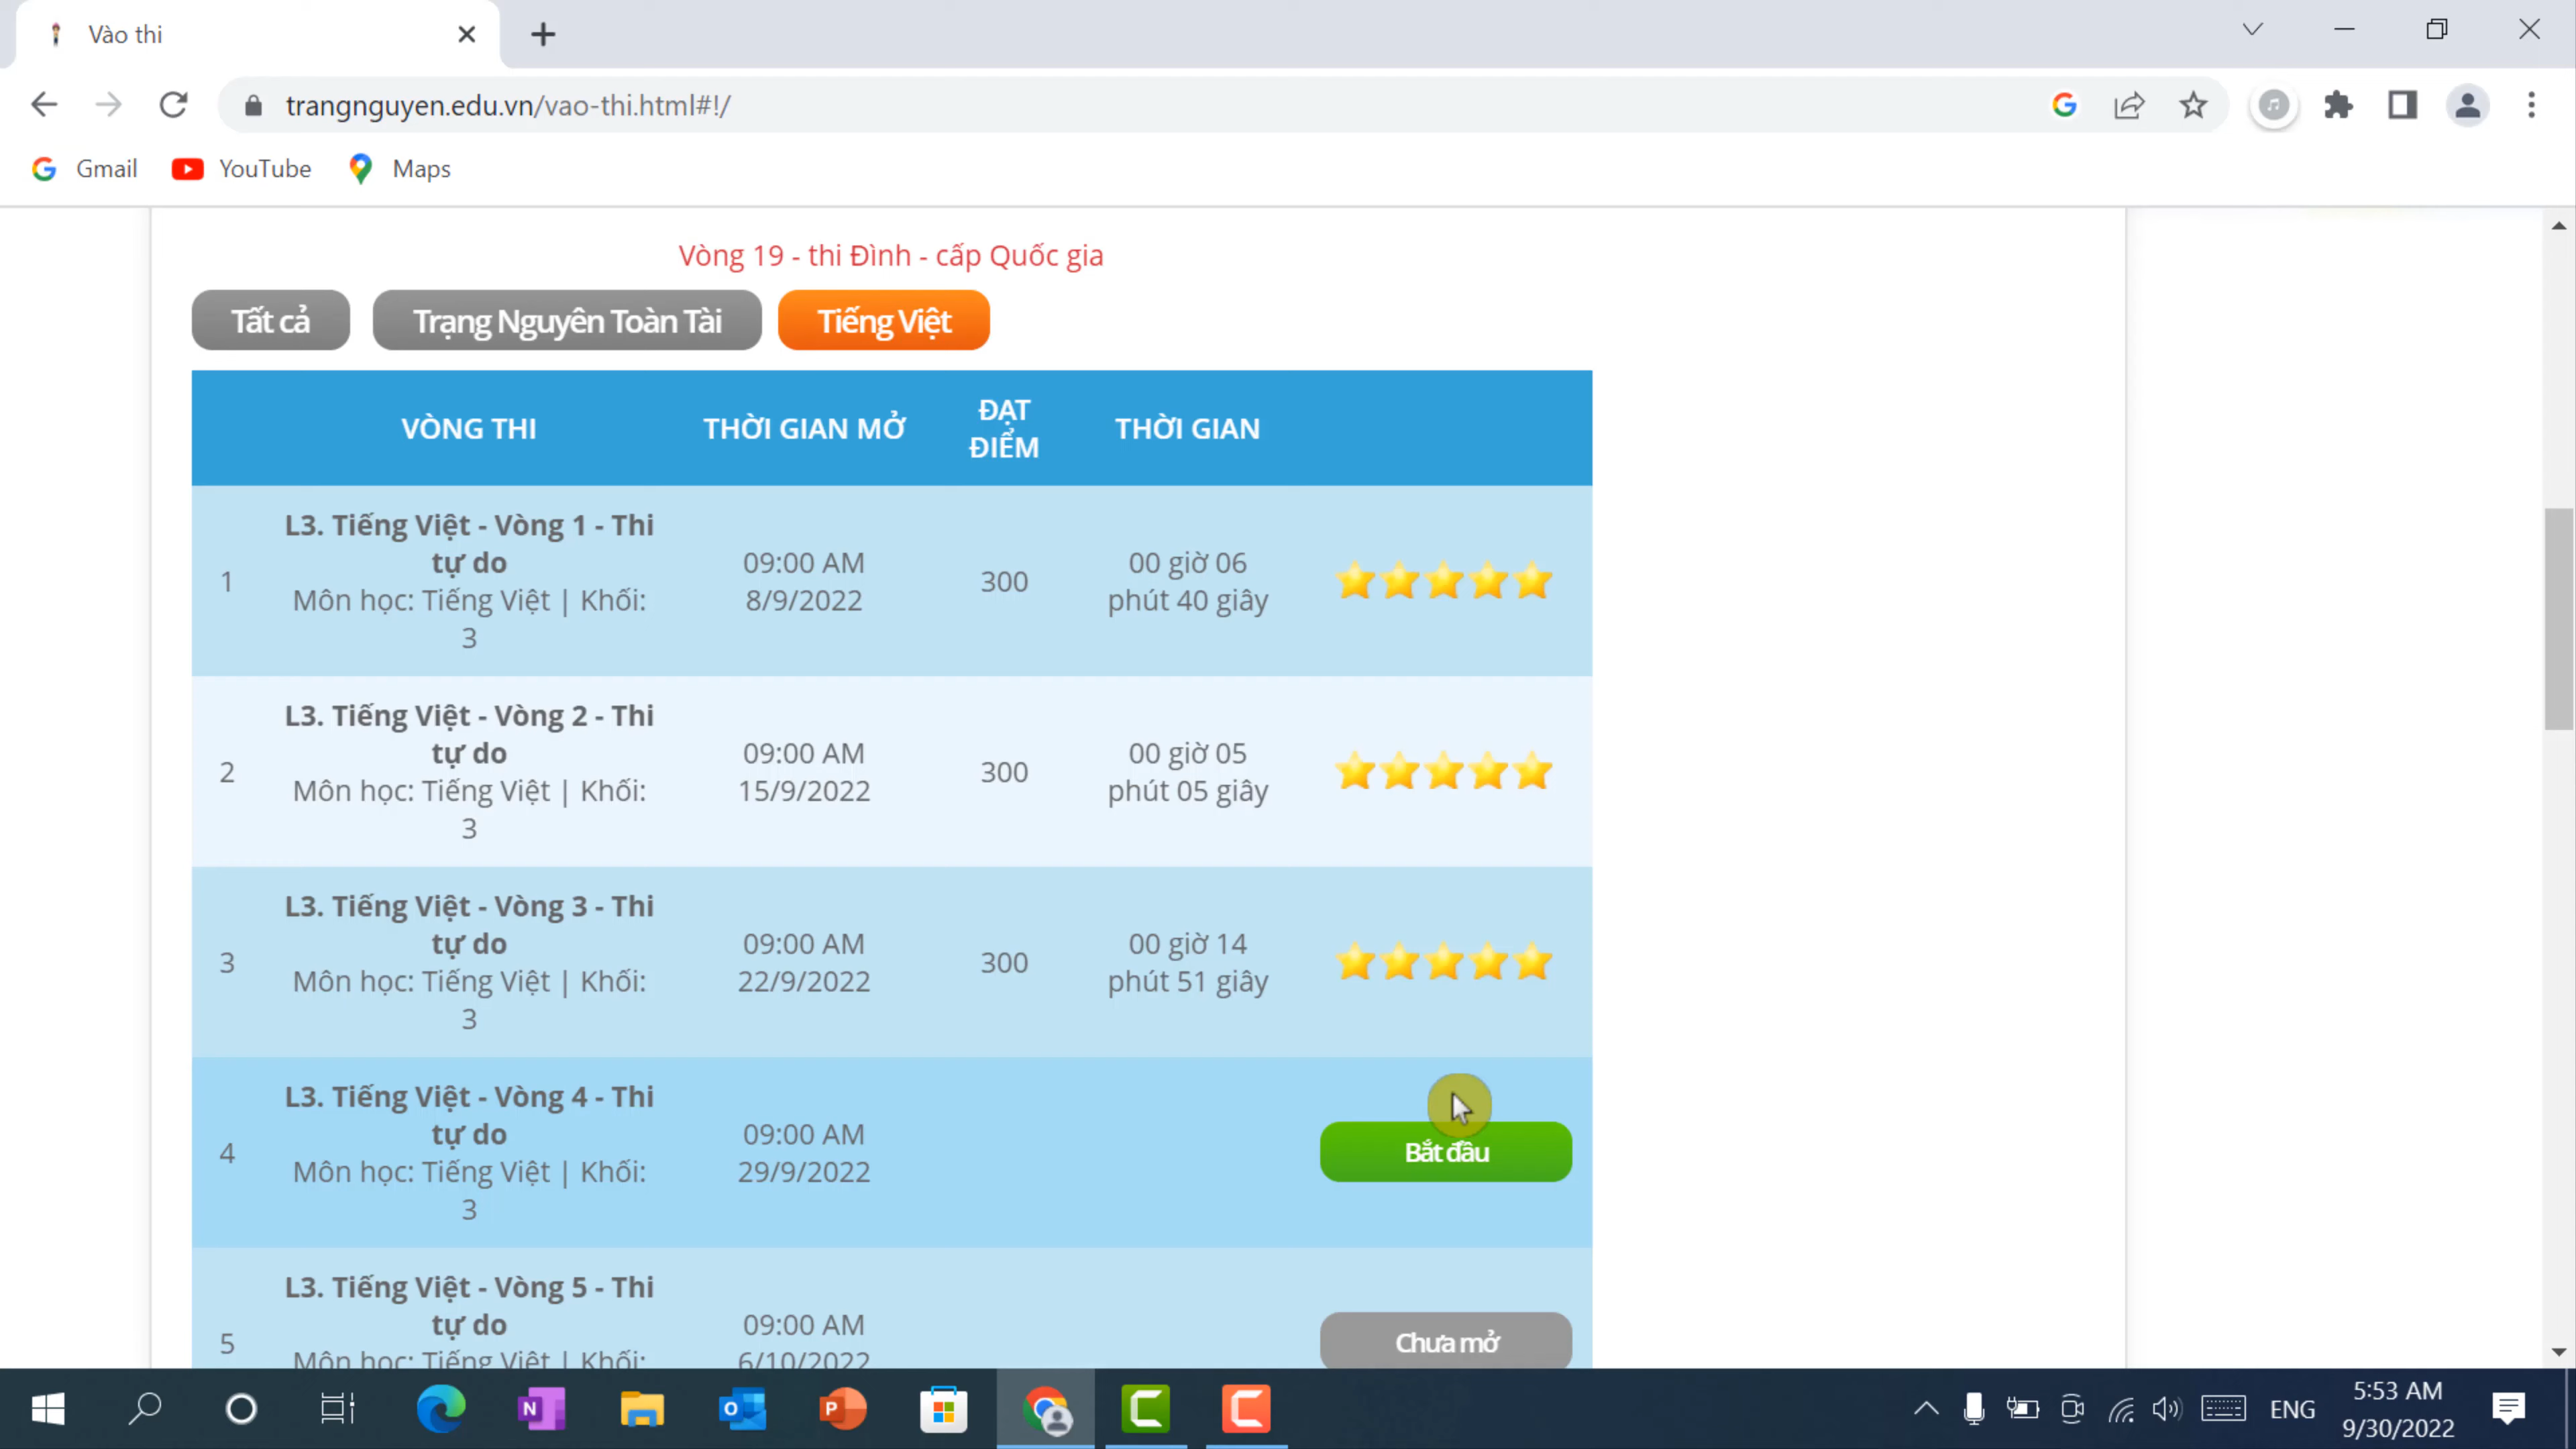 Vào thi
trangnguyen.edu.vn/vao-thi.html#!/
Gmail YouTube Maps
Vòng 19 - thi Đình - cấp Quốc gia
Tất cả Trạng Nguyên Toàn Tài Tiếng Việt
VÒNG THI THỜI GIAN MỞ ĐẠT ĐIỂM THỜI GIAN
L3. Tiếng Việt - Vòng 1 - Thi
tự do
Môn học: Tiếng Việt | Khối:
3
1
09:00 AM
8/9/2022
300
00 giờ 06
phút 40 giây
L3. Tiếng Việt - Vòng 2 - Thi
tự do
Môn học: Tiếng Việt | Khối:
3
2
09:00 AM
15/9/2022
300
00 giờ 05
phút 05 giây
L3. Tiếng Việt - Vòng 3 - Thi
tự do
Môn học: Tiếng Việt | Khối:
3
3
09:00 AM
22/9/2022
300
00 giờ 14
phút 51 giây
L3. Tiếng Việt - Vòng 4 - Thi
tự do
Môn học: Tiếng Việt | Khối:
3
4
09:00 AM
29/9/2022
Bắt đầu
L3. Tiếng Việt - Vòng 5 - Thi
tự do
Môn học: Tiếng Việt | Khối:
5
09:00 AM
6/10/2022
Chưa mở
ENG
5:53 AM
9/30/2022